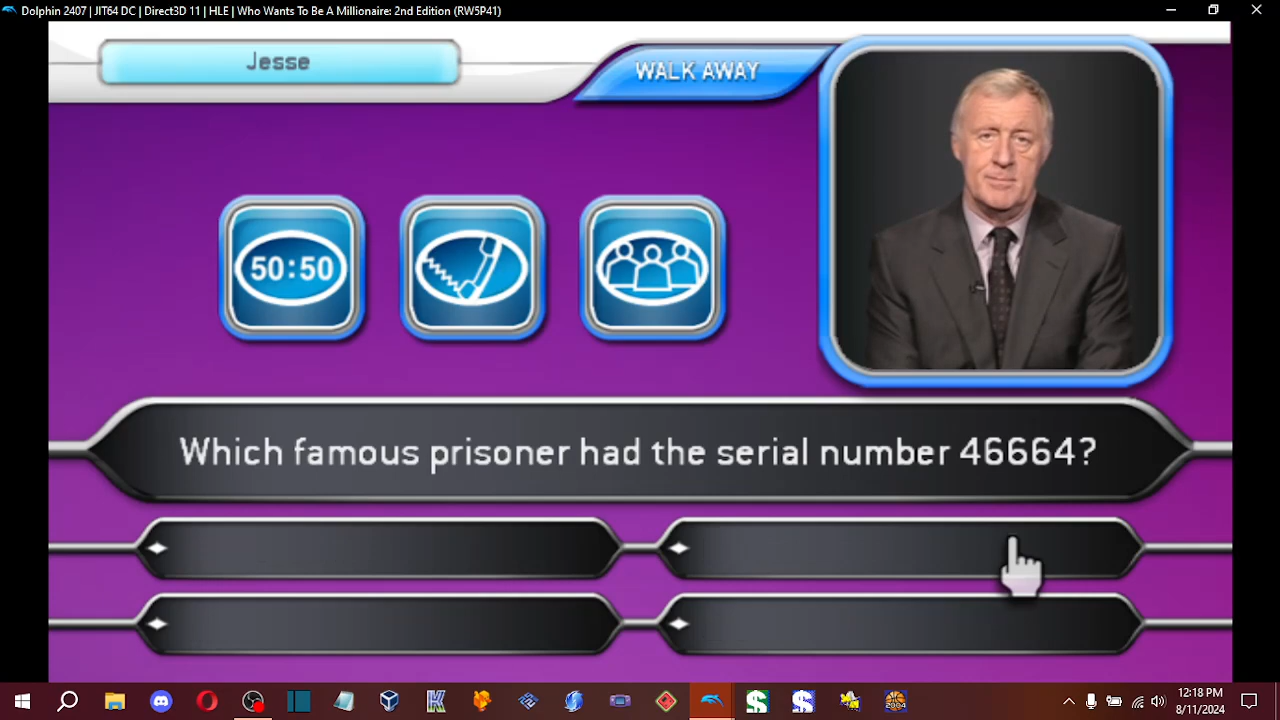 Dolphin 2407 | JIT64 DC | Direct3D 11 | HLE | Who Wants To Be A Millionaire: 2nd Edition (RW5P41)
Jesse
WALK AWAY
50:50
Which famous prisoner had the serial number 46664?
12:18 PM
8/11/2024